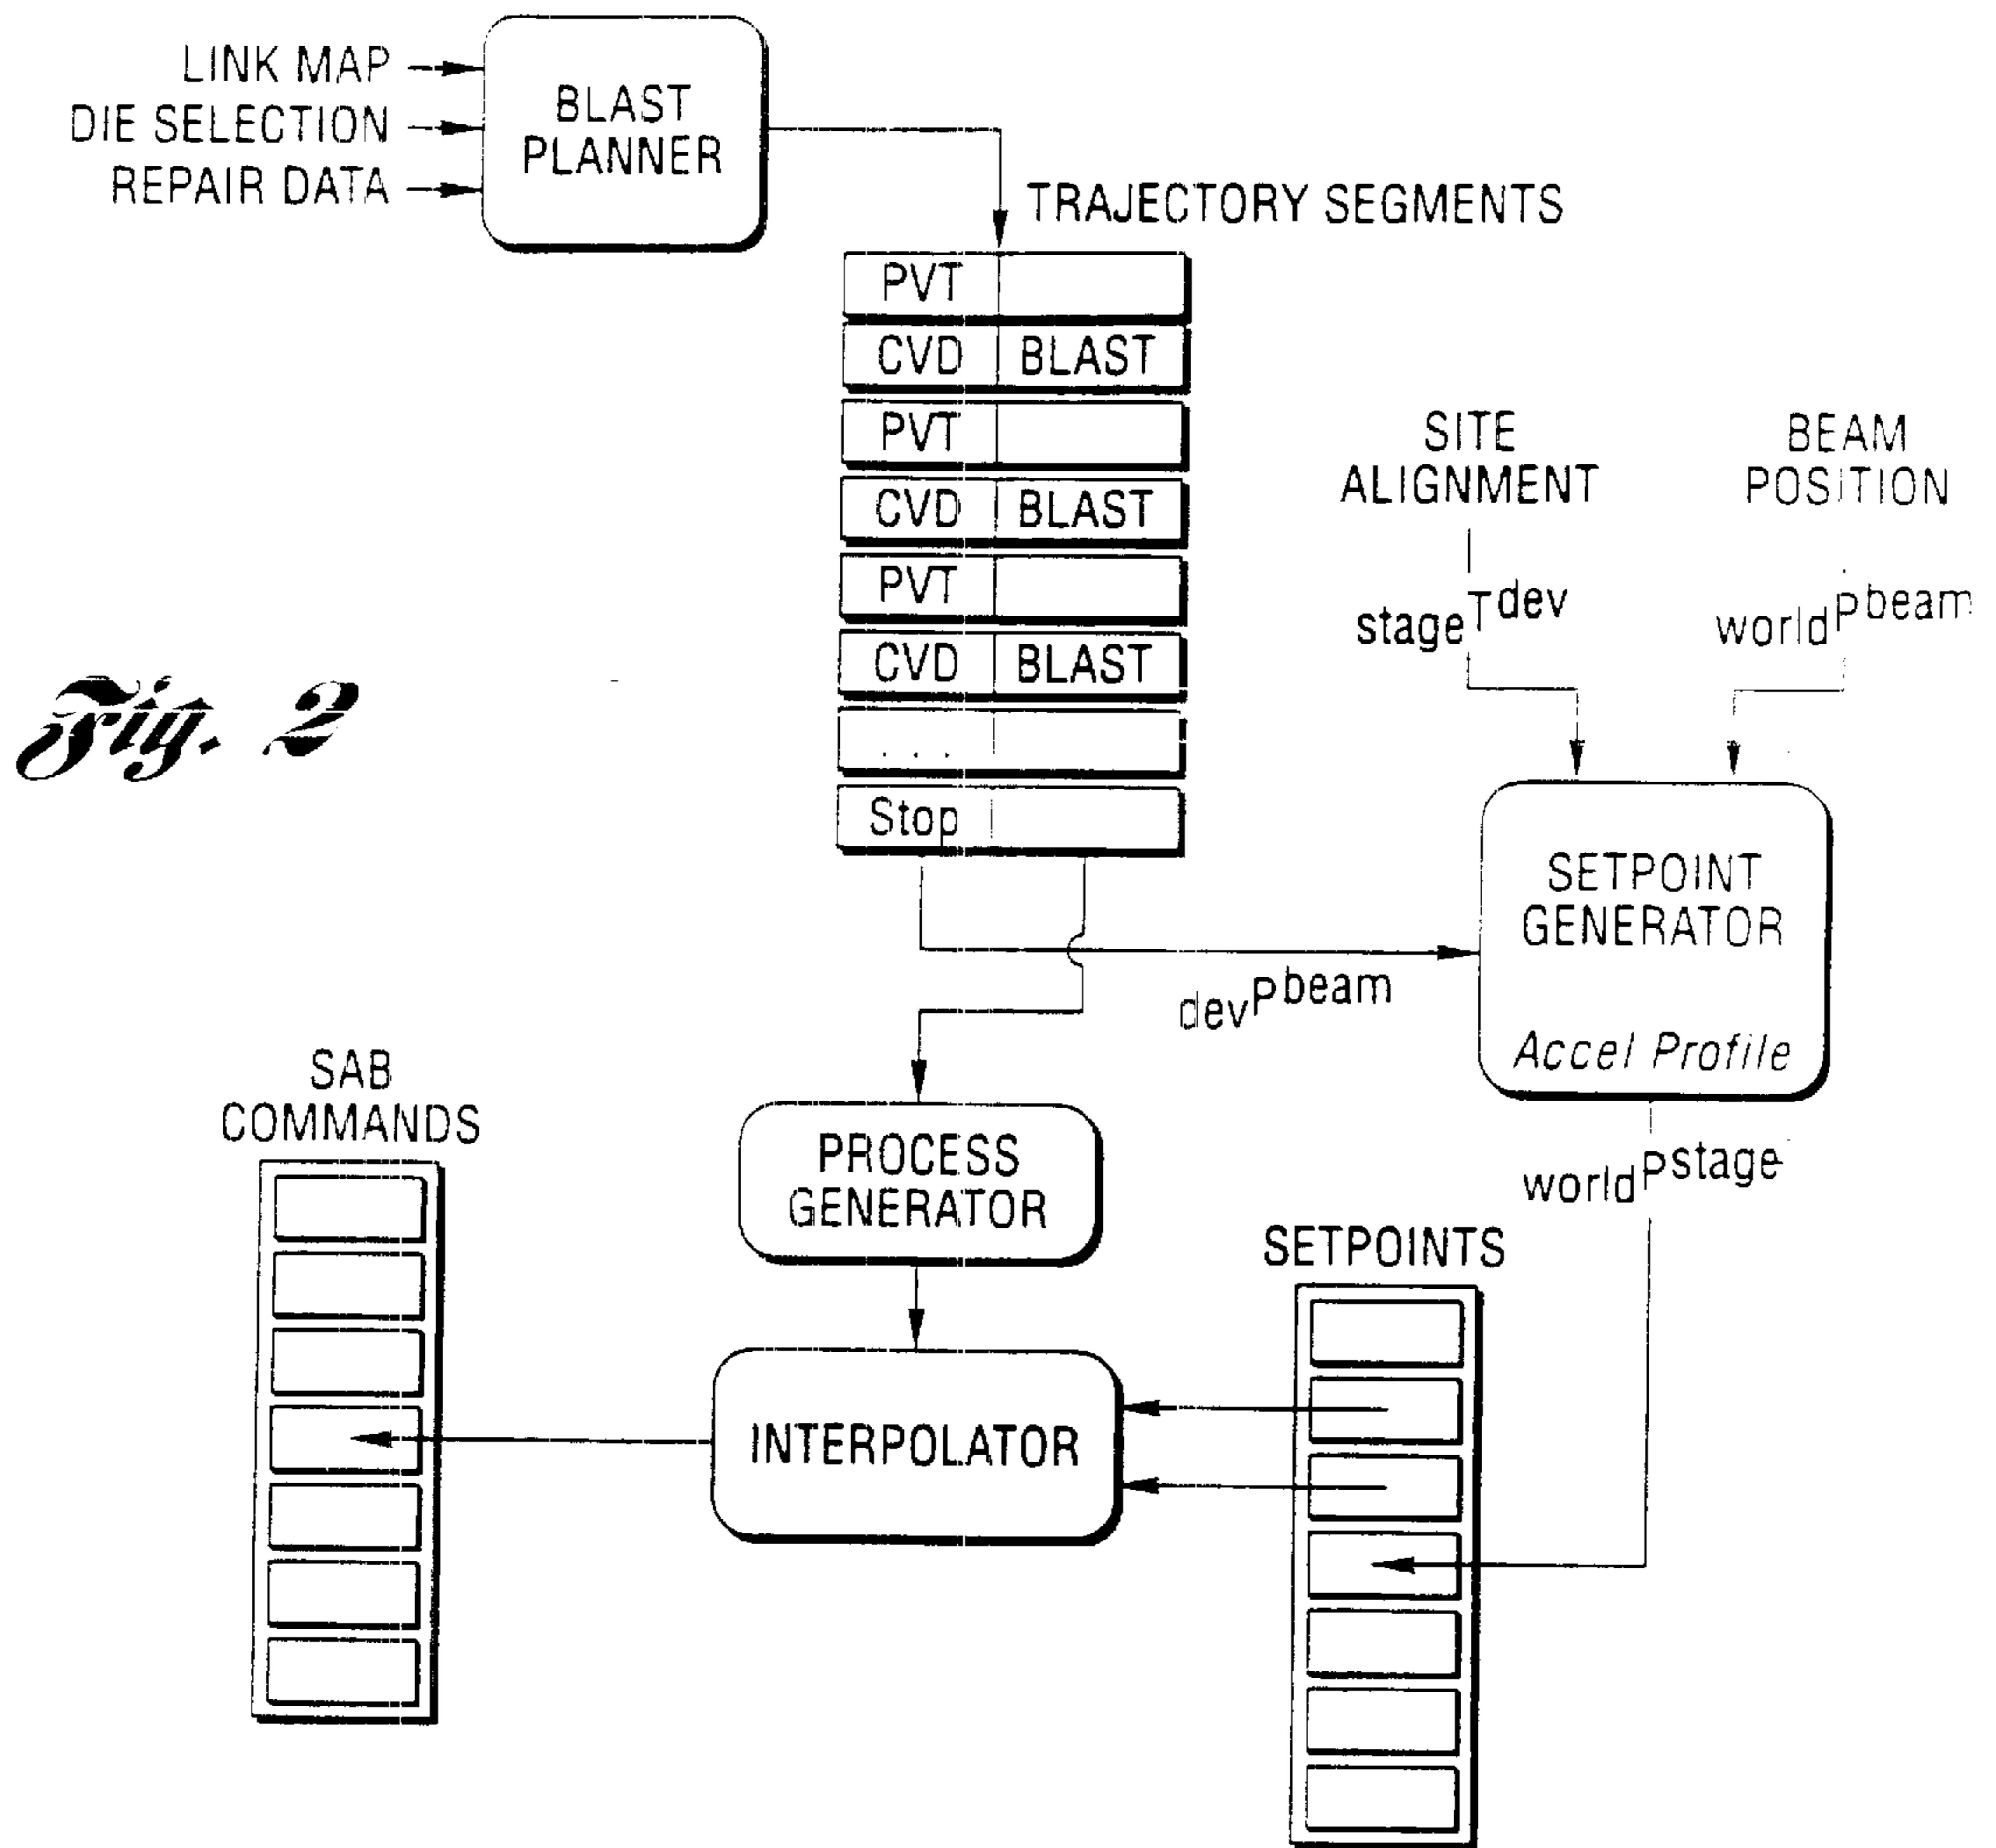 LINK MAP
DIE SELECTION
REPAIR DATA
BLAST
PLANNER
TRAJECTORY SEGMENTS
PVT
CVD BLAST
PVT
CVD BLAST
PVT
CVD BLAST
. . .
Stop
SITE
ALIGNMENT
BEAM
POSITION
stageTdev
worldPbeam
Fig. 2
SETPOINT
GENERATOR
Accel Profile
devPbeam
SAB
COMMANDS
PROCESS
GENERATOR
worldPstage
SETPOINTS
INTERPOLATOR